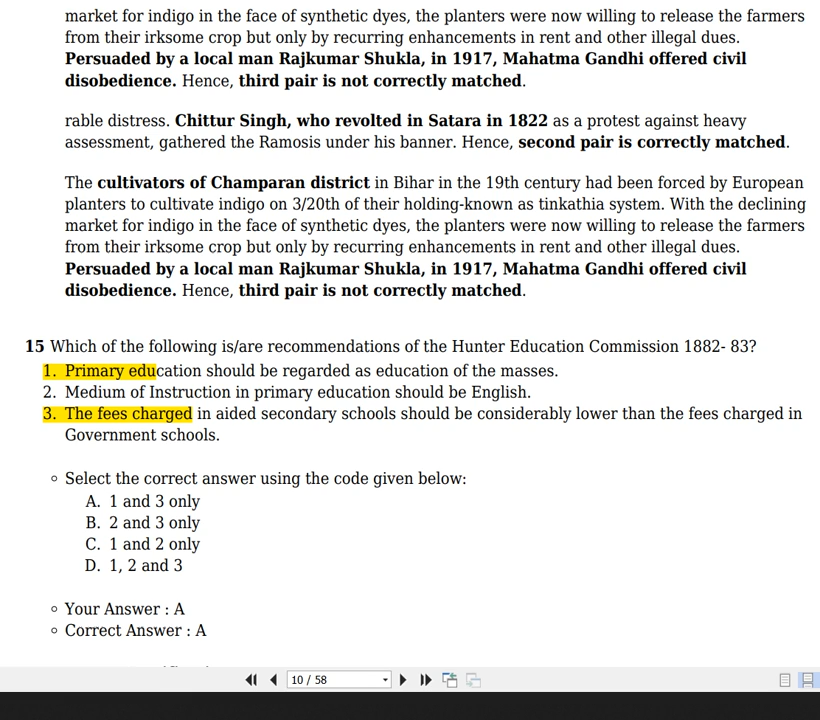 market for indigo in the face of synthetic dyes, the planters were now willing to release the farmers
from their irksome crop but only by recurring enhancements in rent and other illegal dues.
Persuaded by a local man Rajkumar Shukla, in 1917, Mahatma Gandhi offered civil
disobedience. Hence, third pair is not correctly matched.
rable distress. Chittur Singh, who revolted in Satara in 1822 as a protest against heavy
assessment, gathered the Ramosis under his banner. Hence, second pair is correctly matched.
The cultivators of Champaran district in Bihar in the 19th century had been forced by European
planters to cultivate indigo on 3/20th of their holding-known as tinkathia system. With the declining
market for indigo in the face of synthetic dyes, the planters were now willing to release the farmers
from their irksome crop but only by recurring enhancements in rent and other illegal dues.
Persuaded by a local man Rajkumar Shukla, in 1917, Mahatma Gandhi offered civil
disobedience. Hence, third pair is not correctly matched.
15 Which of the following is/are recommendations of the Hunter Education Commission 1882- 83?
1. Primary education should be regarded as education of the masses.
2. Medium of Instruction in primary education should be English.
3. The fees charged in aided secondary schools should be considerably lower than the fees charged in
Government schools.
Select the correct answer using the code given below:
A. 1 and 3 only
B. 2 and 3 only
C. 1 and 2 only
D. 1, 2 and 3
Your Answer : A
Correct Answer : A
10 / 58